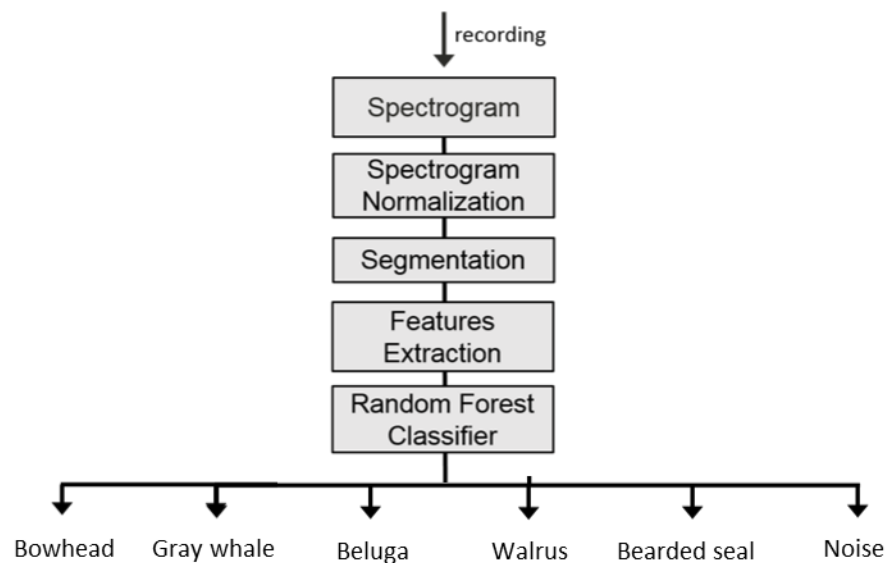 recording
Spectrogram
Spectrogram
Normalization
Segmentation
Features
Extraction
Random Forest
Classifier
Bowhead Gray whale Beluga Walrus Bearded seal Noise